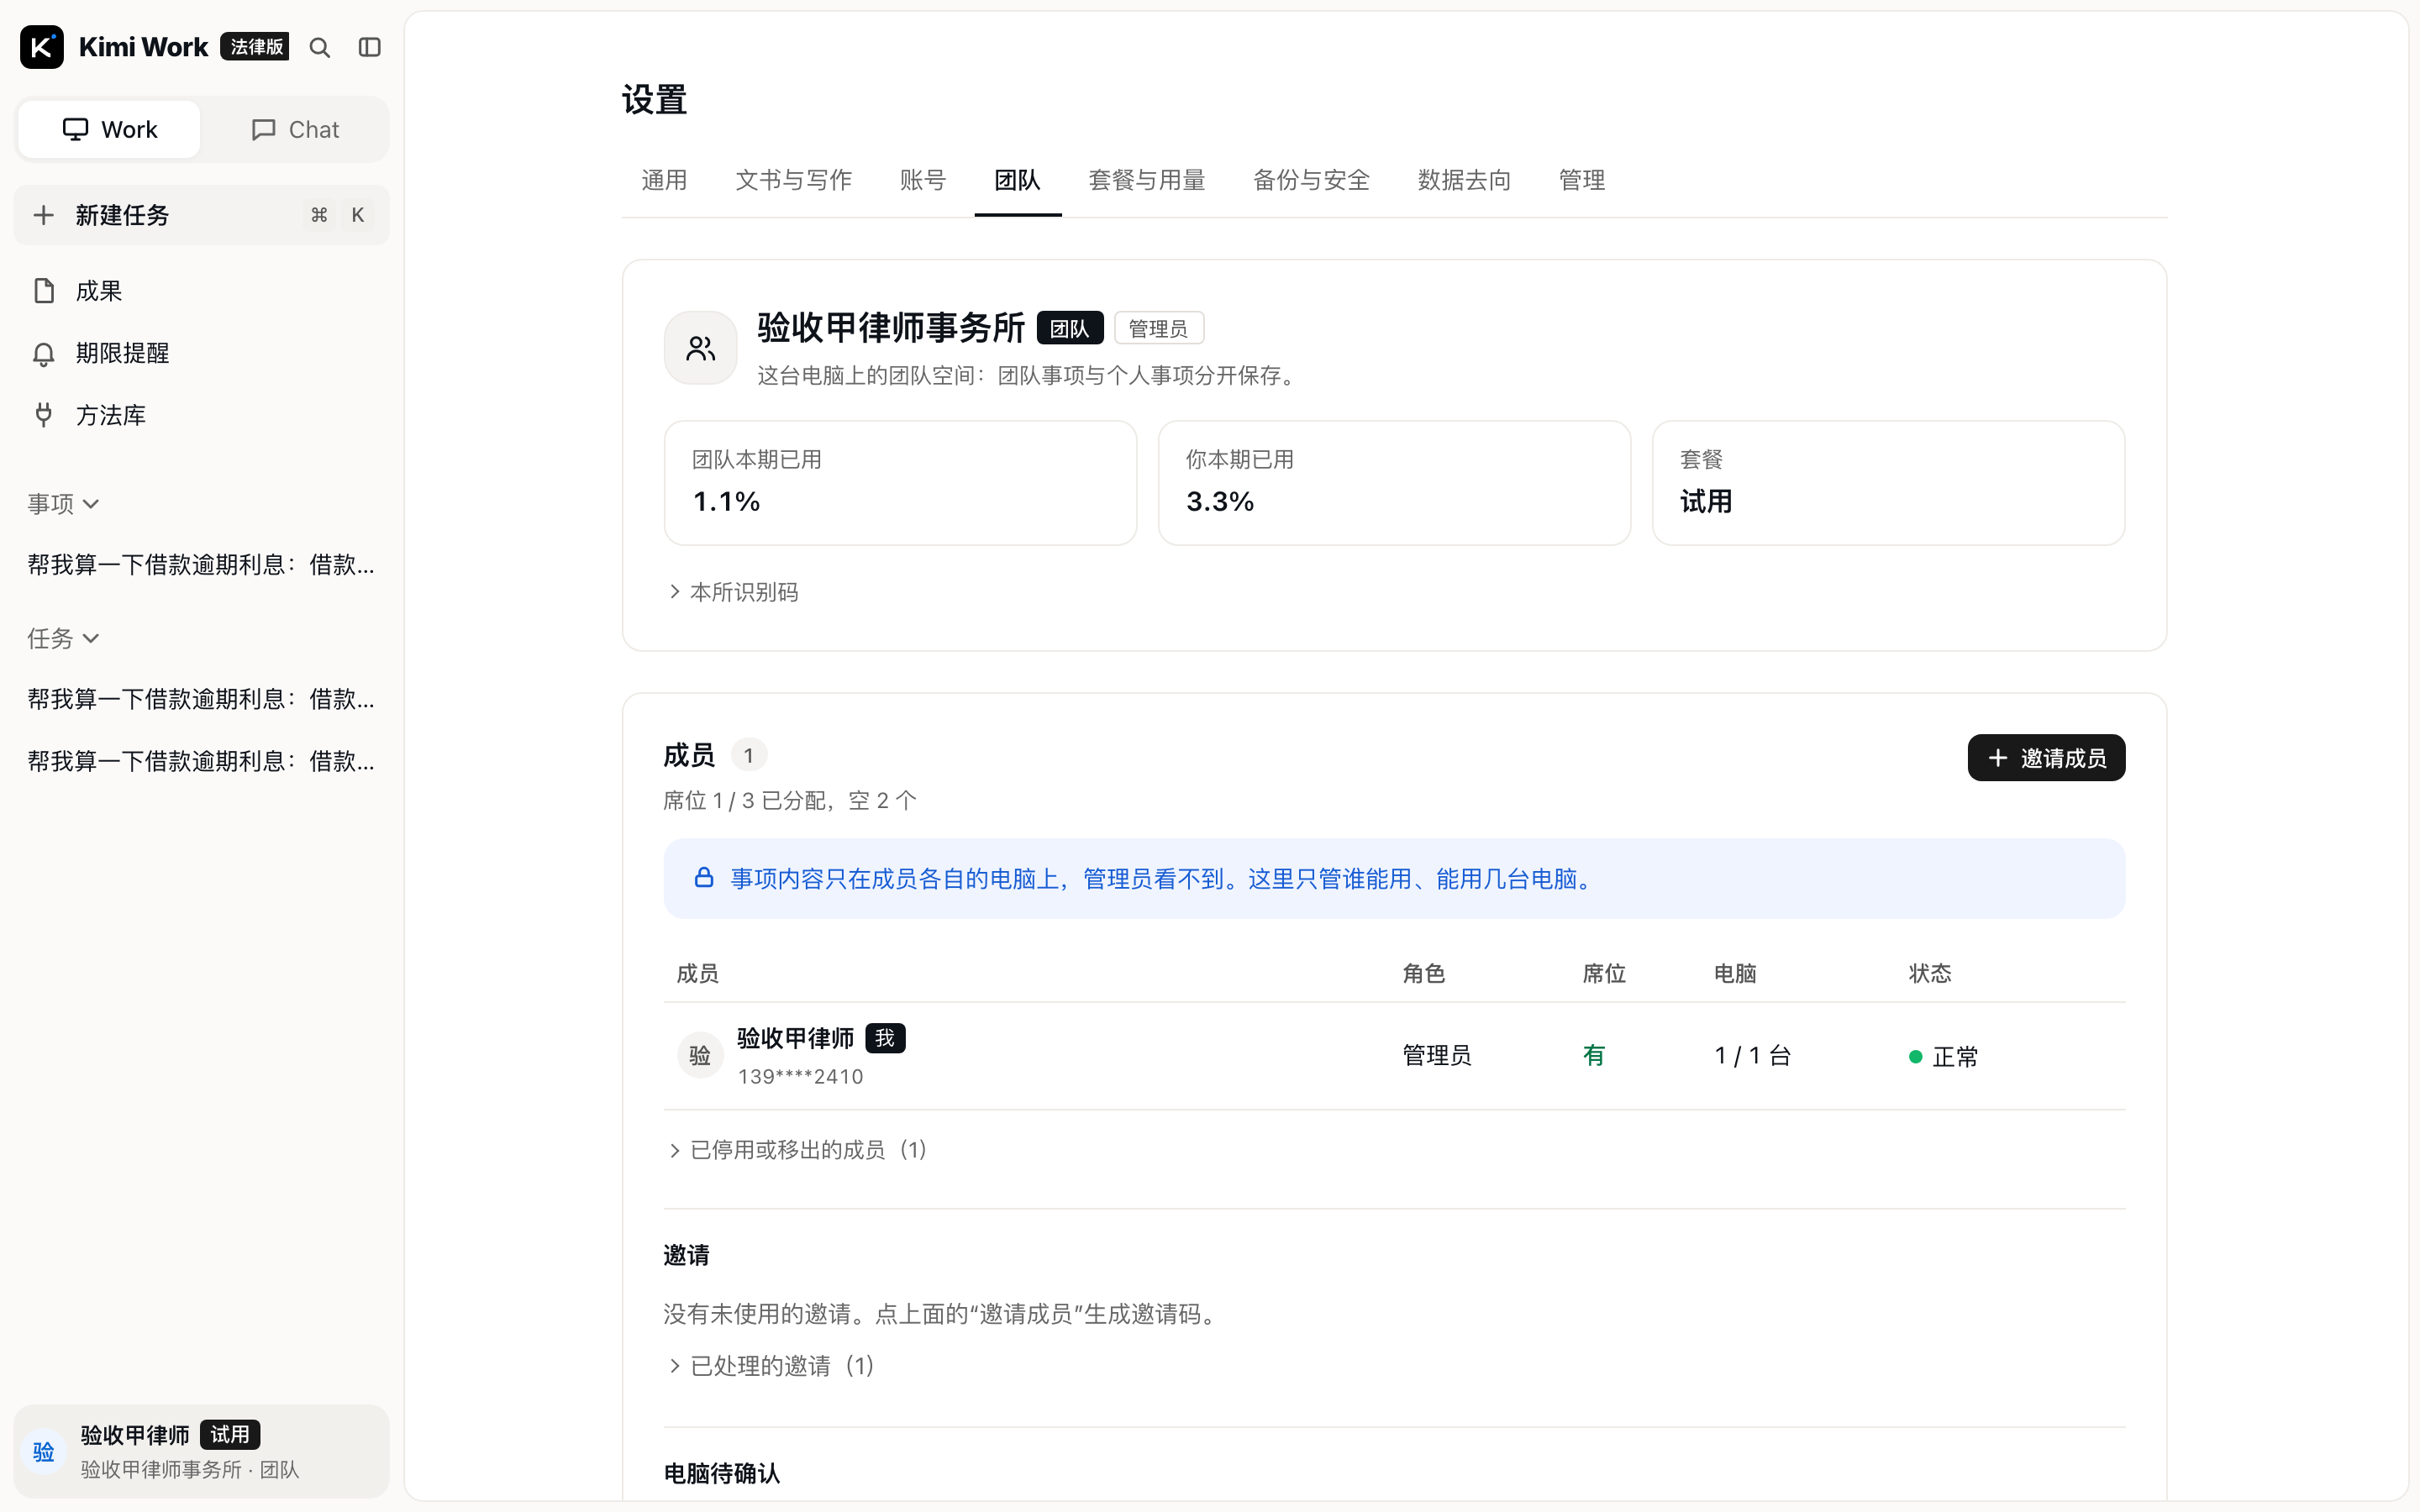 Kimi Work 法律版
Work
Chat
新建任务 ⌘ K
成果
期限提醒
方法库
事项
帮我算一下借款逾期利息：借款...
任务
帮我算一下借款逾期利息：借款...
帮我算一下借款逾期利息：借款...
验 验收甲律师 试用
验收甲律师事务所 · 团队
设置
通用 文书与写作 账号 团队 套餐与用量 备份与安全 数据去向 管理
验收甲律师事务所 团队 管理员
这台电脑上的团队空间：团队事项与个人事项分开保存。
团队本期已用
1.1%
你本期已用
3.3%
套餐
试用
本所识别码
成员 1
邀请成员
席位 1 / 3 已分配，空 2 个
事项内容只在成员各自的电脑上，管理员看不到。这里只管谁能用、能用几台电脑。
成员 角色 席位 电脑 状态
验 验收甲律师 我
139****2410
管理员 有 1 / 1 台 正常
已停用或移出的成员（1）
邀请
没有未使用的邀请。点上面的“邀请成员”生成邀请码。
已处理的邀请（1）
电脑待确认